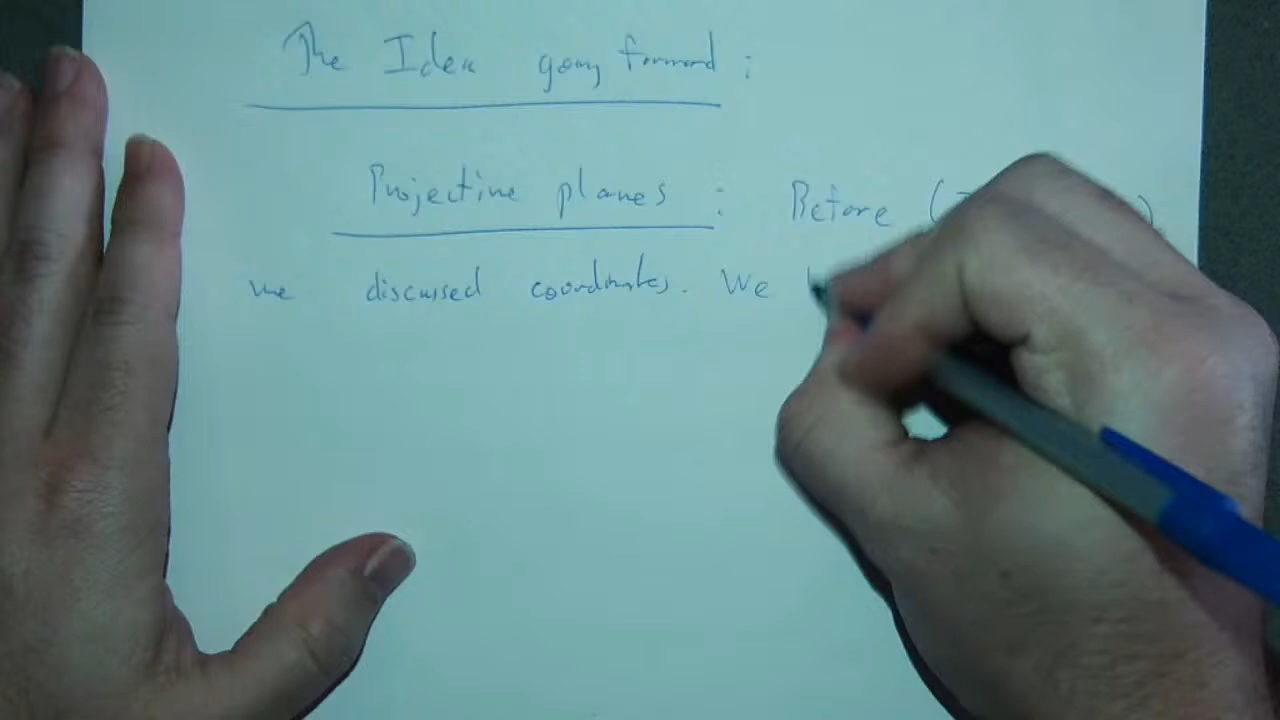 The Idea going forward :
Projective planes : Before (
we discussed coordinates. We